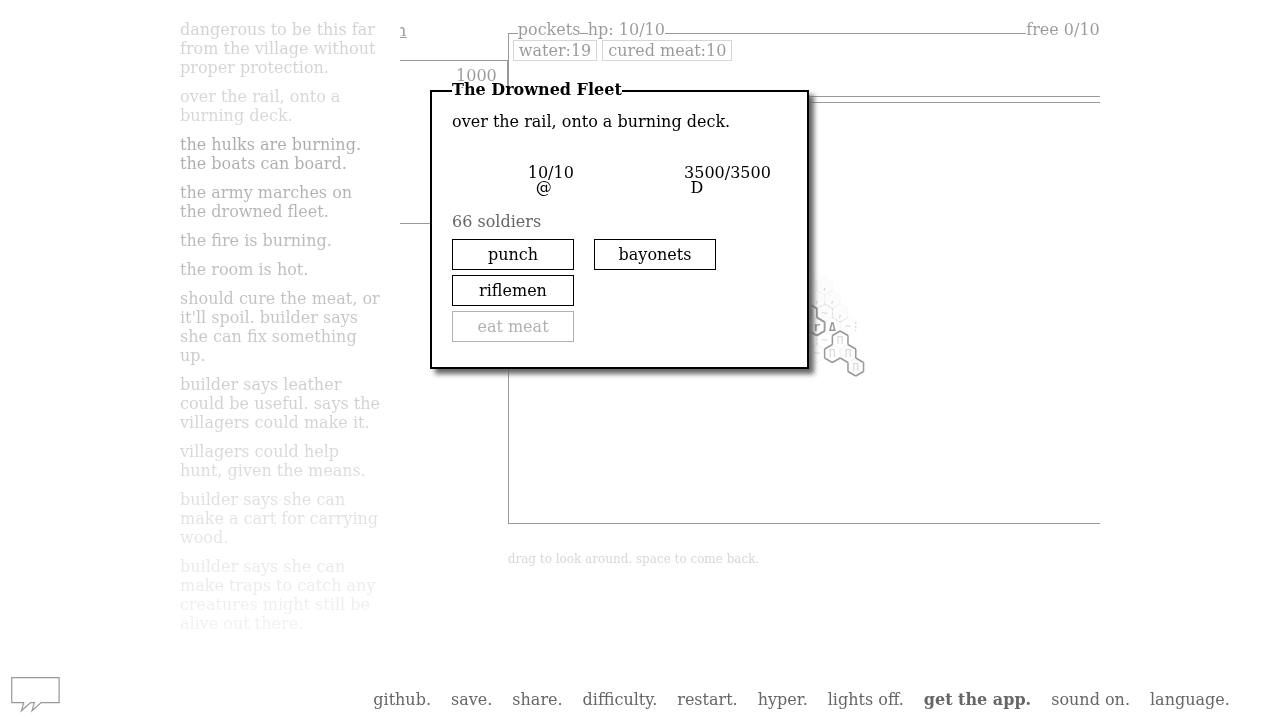 dangerous to be this far
from the village without
proper protection.
over the rail, onto a
burning deck.
the hulks are burning.
the boats can board.
the army marches on
the drowned fleet.
the fire is burning.
the room is hot.
should cure the meat, or
it'll spoil. builder says
she can fix something
up.
builder says leather
could be useful. says the
villagers could make it.
villagers could help
hunt, given the means.
builder says she can
make a cart for carrying
wood.
builder says she can
make traps to catch any
creatures might still be
alive out there.
pockets hp: 10/10 free 0/10
water:19 cured meat:10
1000
The Drowned Fleet
over the rail, onto a burning deck.
10/10 3500/3500
@ D
66 soldiers
punch bayonets
riflemen
eat meat
drag to look around. space to come back.
github. save. share. difficulty. restart. hyper. lights off. get the app. sound on. language.